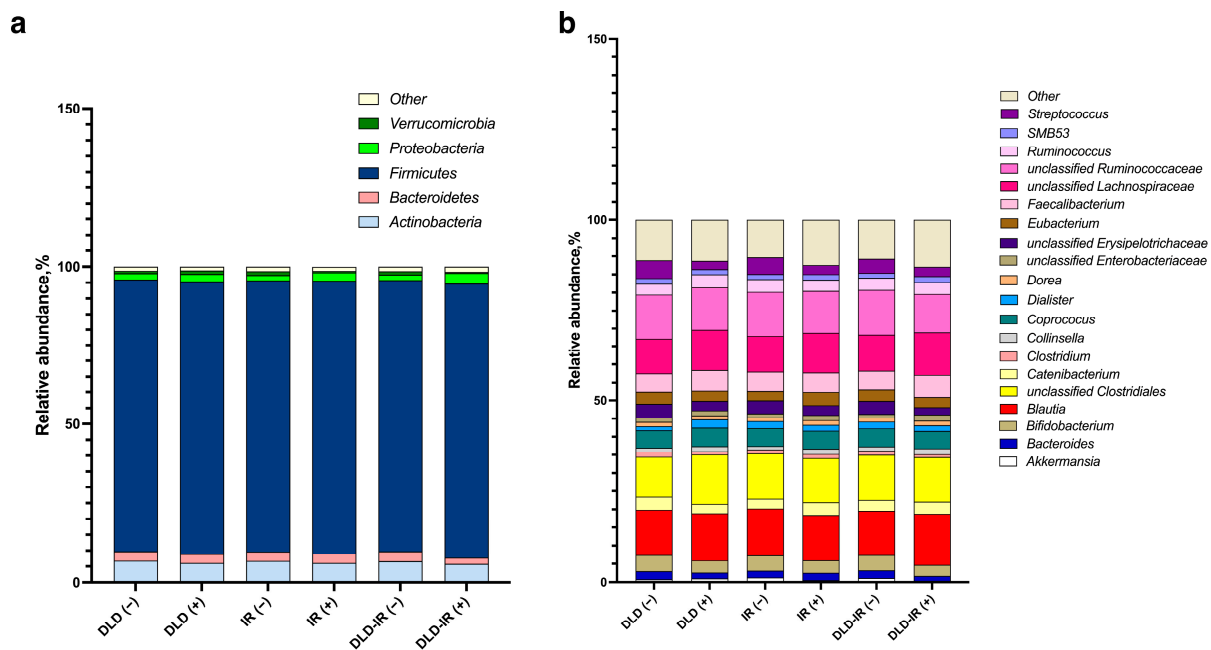 a
Relative abundance,%
150
100
50
0
Other
Verrucomicrobia
Proteobacteria
Firmicutes
Bacteroidetes
Actinobacteria
DLD (−)
DLD (+)
IR (−)
IR (+)
DLD-IR (−)
DLD-IR (+)
b
Relative abundance,%
150
100
50
0
Other
Streptococcus
SMB53
Ruminococcus
unclassified Ruminococcaceae
unclassified Lachnospiraceae
Faecalibacterium
Eubacterium
unclassified Erysipelotrichaceae
unclassified Enterobacteriaceae
Dorea
Dialister
Coprococus
Collinsella
Clostridium
Catenibacterium
unclassified Clostridiales
Blautia
Bifidobacterium
Bacteroides
Akkermansia
DLD (−)
DLD (+)
IR (−)
IR (+)
DLD-IR (−)
DLD-IR (+)